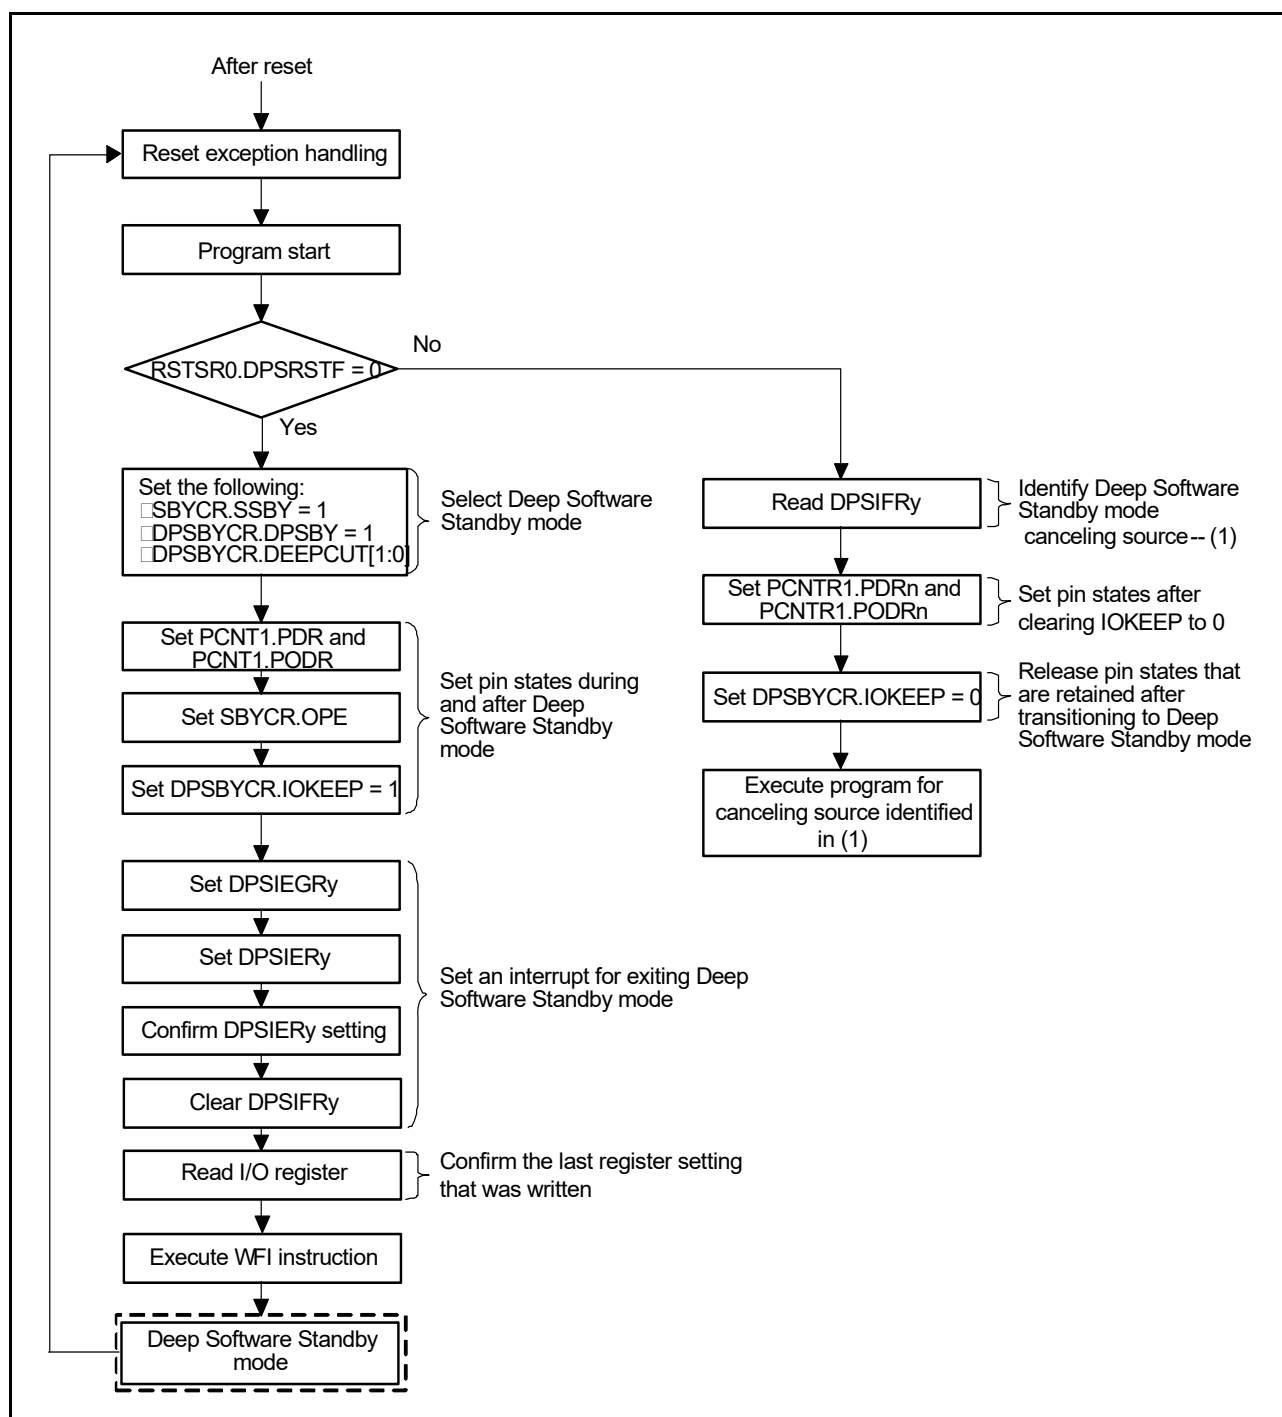 After reset
Reset exception handling
Program start
RSTSR0.DPSRSTF = 0
No
Yes
Set the following:
□SBYCR.SSBY = 1
□DPSBYCR.DPSBY = 1
□DPSBYCR.DEEPCUT[1:0]
Select Deep Software
Standby mode
Set PCNT1.PDR and
PCNT1.PODR
Set SBYCR.OPE
Set DPSBYCR.IOKEEP = 1
Set pin states during
and after Deep
Software Standby
mode
Set DPSIEGRy
Set DPSIERy
Confirm DPSIERy setting
Clear DPSIFRy
Set an interrupt for exiting Deep
Software Standby mode
Read I/O register
Confirm the last register setting
that was written
Execute WFI instruction
Deep Software Standby
mode
Read DPSIFRy
Identify Deep Software
Standby mode
canceling source-- (1)
Set PCNTR1.PDRn and
PCNTR1.PODRn
Set pin states after
clearing IOKEEP to 0
Set DPSBYCR.IOKEEP = 0
Release pin states that
are retained after
transitioning to Deep
Software Standby mode
Execute program for
canceling source identified
in (1)